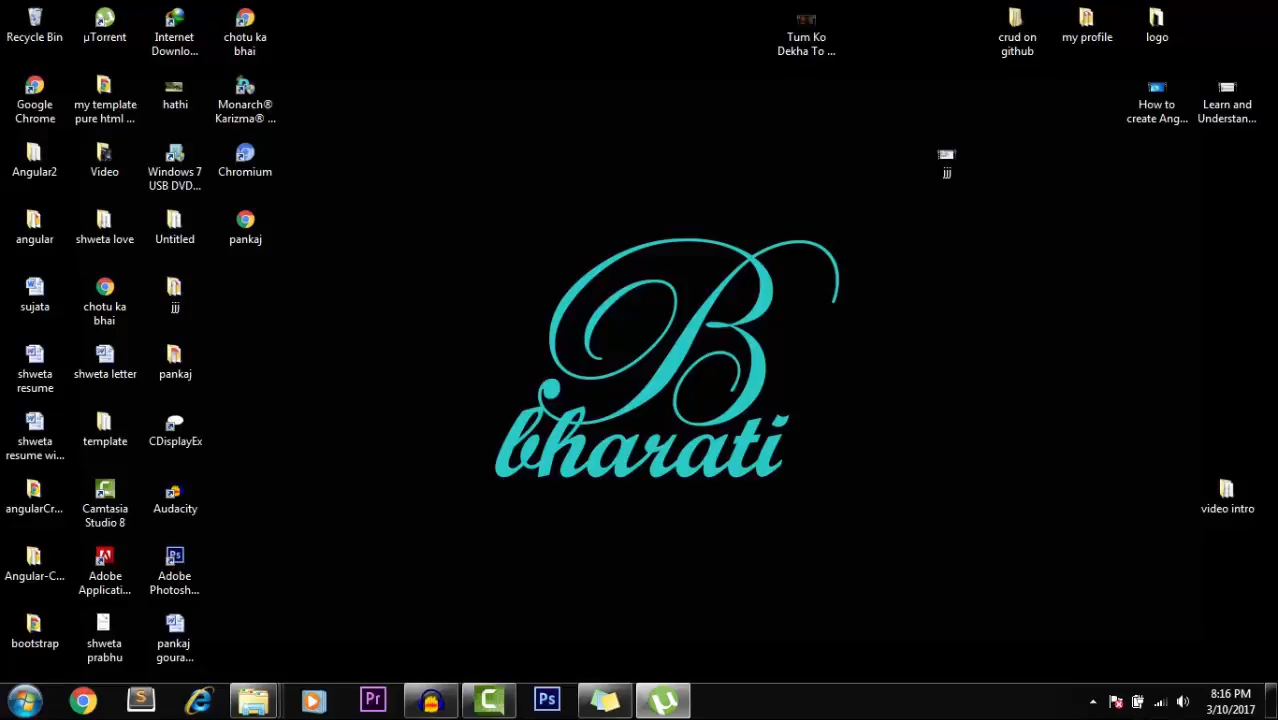 Recycle Bin
µTorrent
Internet
Downlo...
chotu ka
bhai
Tum Ko
Dekha To ...
crud on
github
my profile
logo
Google
Chrome
my template
pure html ...
hathi
Monarch®
Karizma® ...
How to
create Ang...
Learn and
Understan...
Angular2
Video
Windows 7
USB DVD...
Chromium
jjj
angular
shweta love
Untitled
pankaj
sujata
chotu ka
bhai
jjj
shweta
resume
shweta letter
pankaj
shweta
resume wi...
template
CDisplayEx
B
bharati
angularCr...
Camtasia
Studio 8
Audacity
video intro
Angular-C...
Adobe
Applicati...
Adobe
Photosh...
bootstrap
shweta
prabhu
pankaj
goura...
S
Pr
C
Ps
8:16 PM
3/10/2017